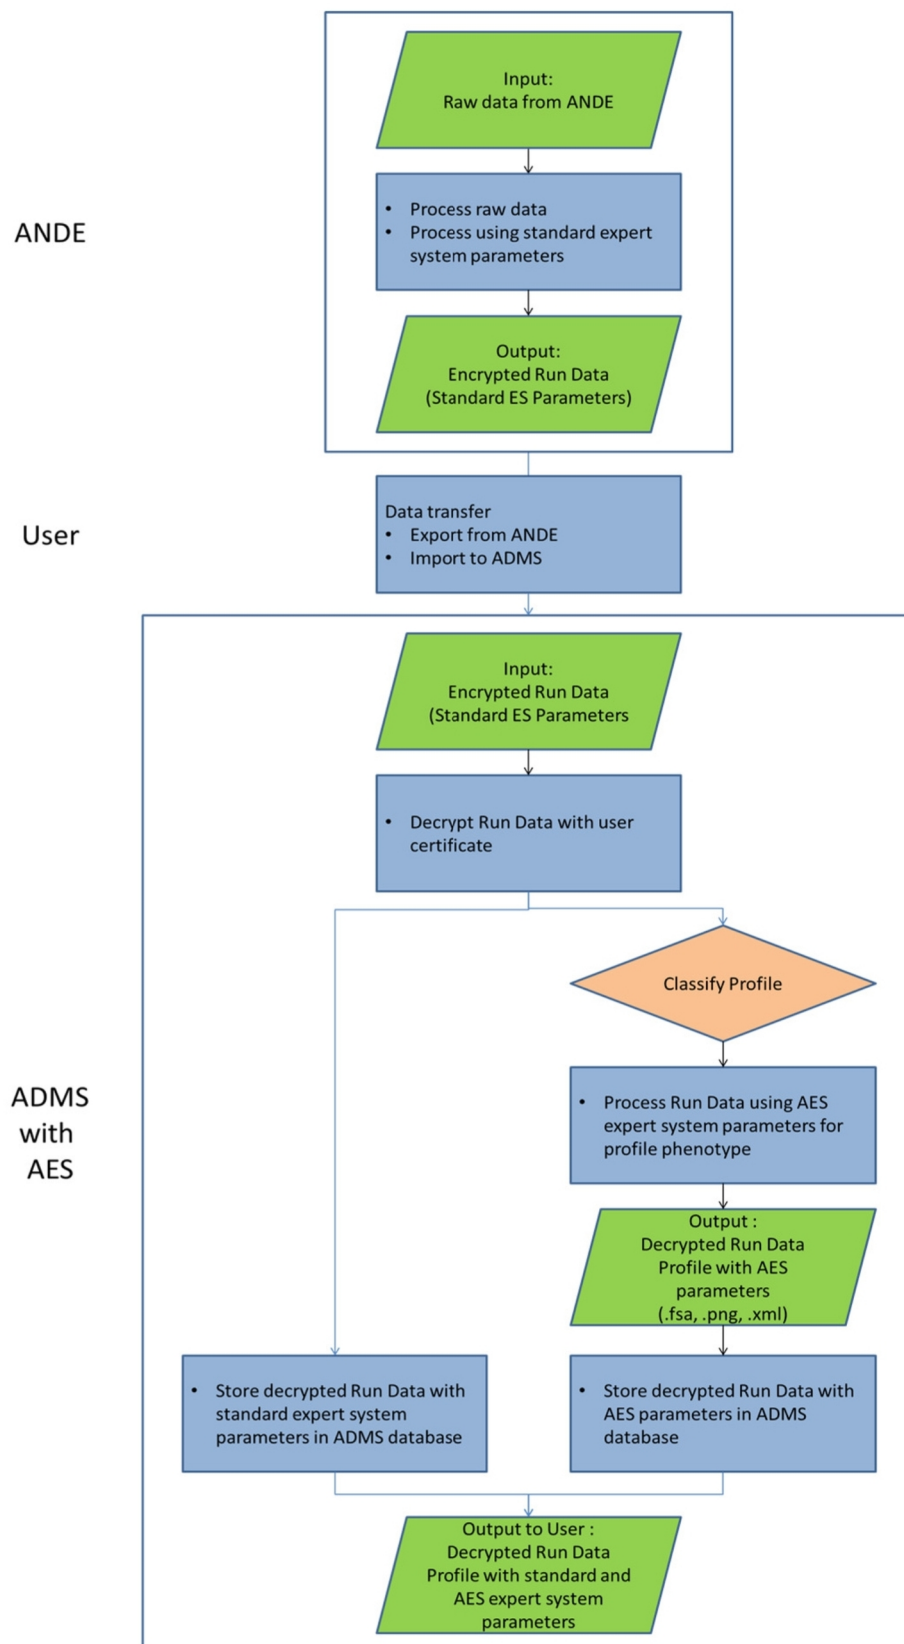 Input:
Raw data from ANDE
ANDE
• Process raw data
• Process using standard expert
system parameters
Output:
Encrypted Run Data
(Standard ES Parameters)
User
Data transfer
• Export from ANDE
• Import to ADMS
Input:
Encrypted Run Data
(Standard ES Parameters
• Decrypt Run Data with user
certificate
Classify Profile
ADMS
with
AES
• Process Run Data using AES
expert system parameters for
profile phenotype
Output :
Decrypted Run Data
Profile with AES
parameters
(.fsa, .png, .xml)
• Store decrypted Run Data with
standard expert system
parameters in ADMS database
• Store decrypted Run Data with
AES parameters in ADMS
database
Output to User :
Decrypted Run Data
Profile with standard and
AES expert system
parameters